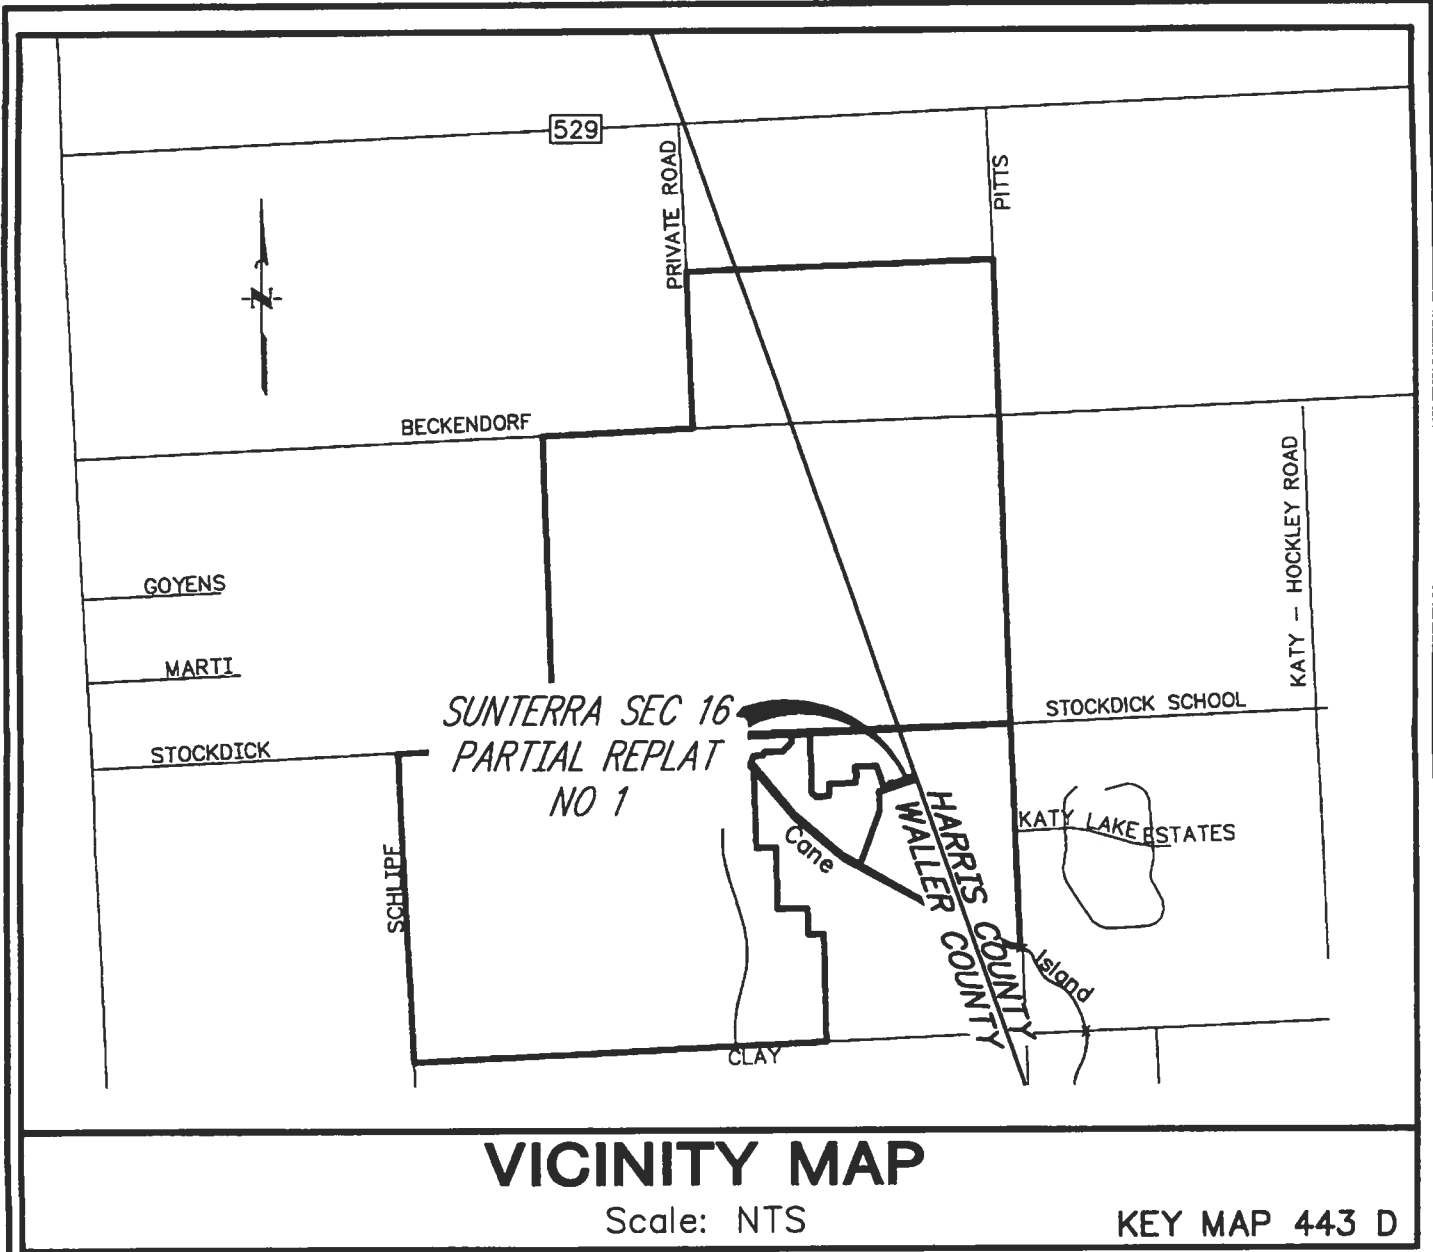 529
PRIVATE ROAD
PITTS
N
BECKENDORF
KATY - HOCKLEY ROAD
GOYENS
MARTI
SUNTERRA SEC 16
PARTIAL REPLAT
NO 1
STOCKDICK SCHOOL
STOCKDICK
HARRIS COUNTY
WALLER COUNTY
Cane
KATY LAKE ESTATES
SCHLIPF
Island
CLAY
VICINITY MAP
Scale: NTS
KEY MAP 443 D